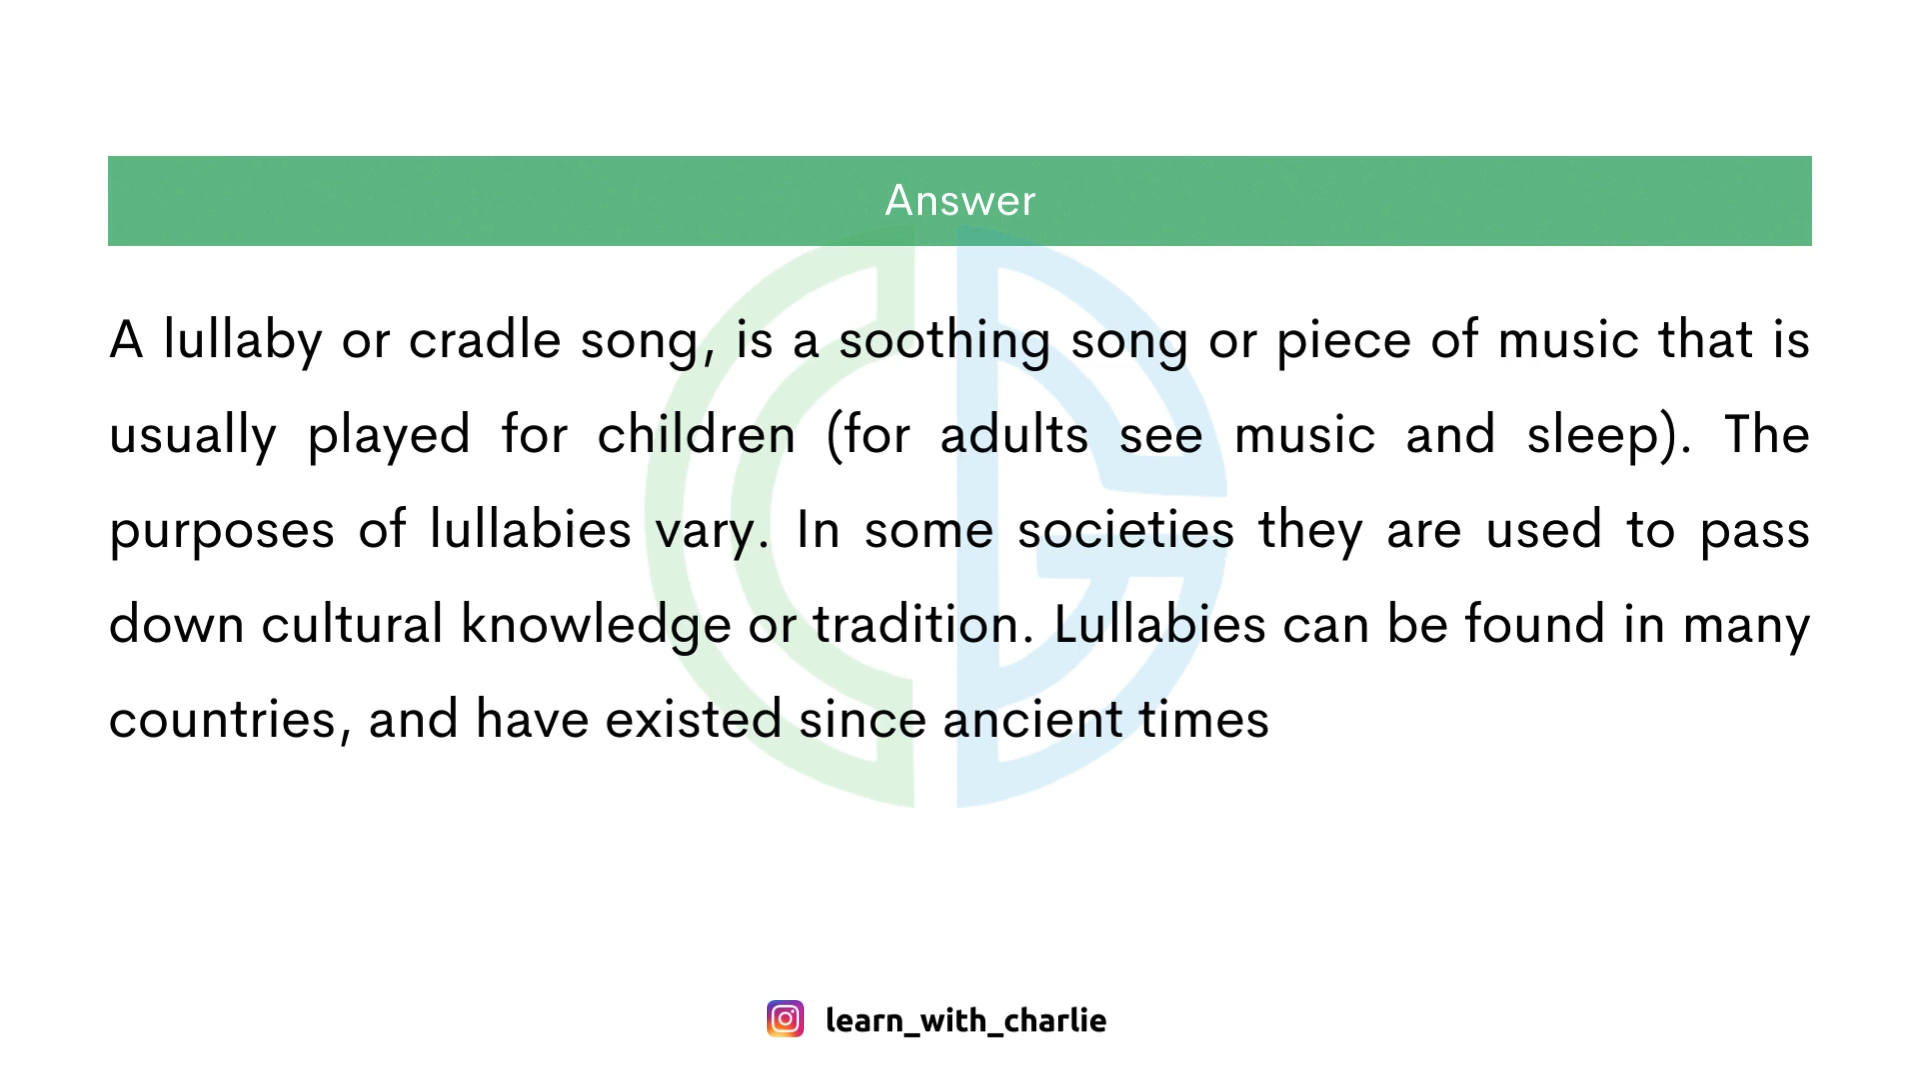 Answer
A lullaby or cradle song, is a soothing song or piece of music that is
usually played for children (for adults see music and sleep). The
purposes of lullabies vary. In some societies they are used to pass
down cultural knowledge or tradition. Lullabies can be found in many
countries, and have existed since ancient times
learn_with_charlie